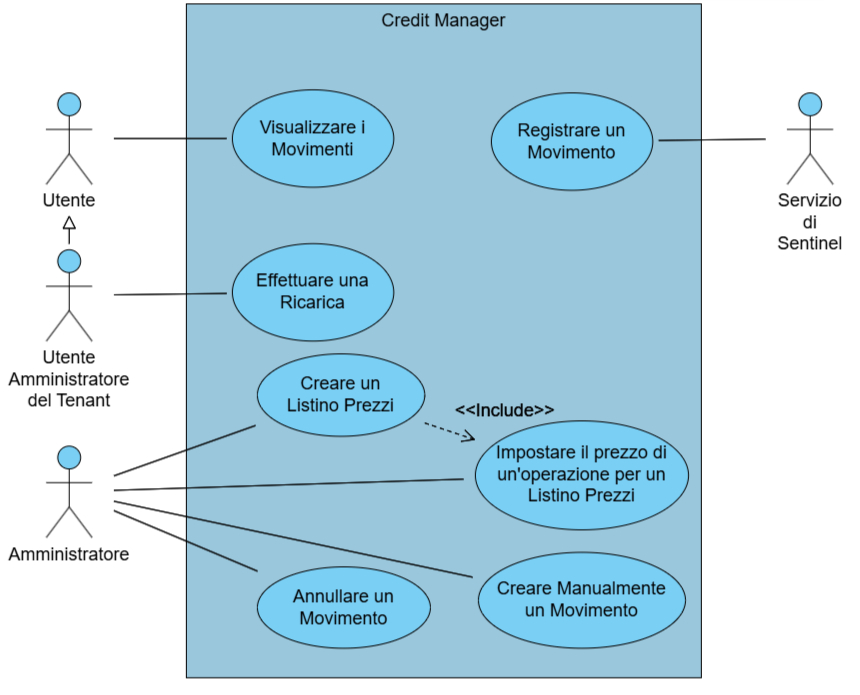 Credit Manager
Visualizzare i
Movimenti
Registrare un
Movimento
Utente
Servizio
di
Sentinel
Effettuare una
Ricarica
Utente
Amministratore
del Tenant
Creare un
Listino Prezzi
<<Include>>
Impostare il prezzo di
un'operazione per un
Listino Prezzi
Amministratore
Annullare un
Movimento
Creare Manualmente
un Movimento